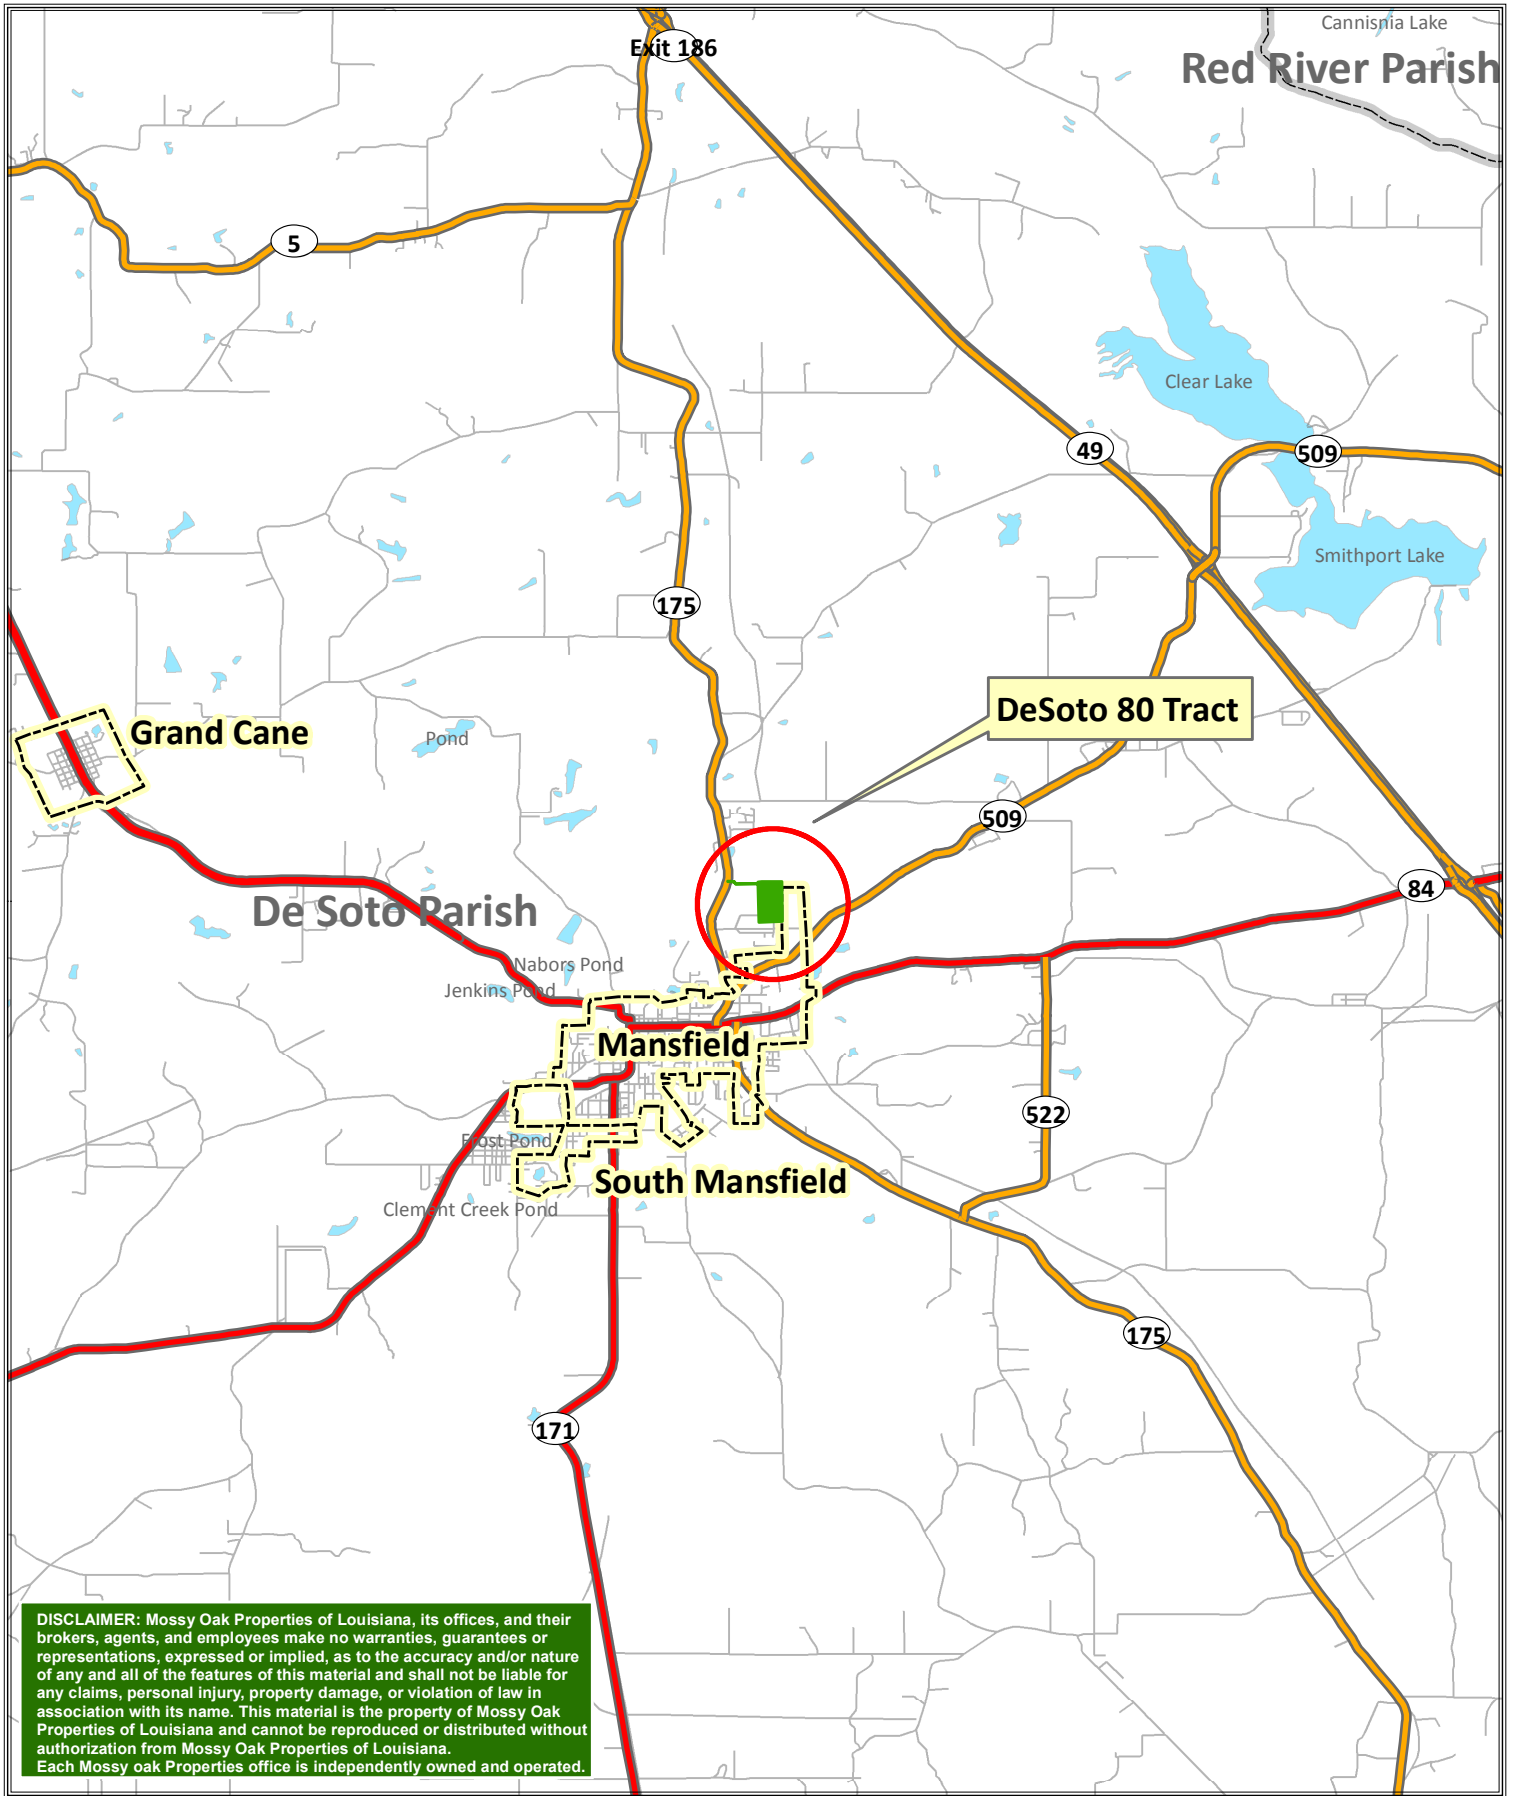 Cannisnia Lake
Exit 186
Red River Parish
5
Clear Lake
49
509
Smithport Lake
175
DeSoto 80 Tract
Grand Cane
Pond
509
84
De Soto Parish
Nabors Pond
Jenkins Pond
Mansfield
522
Frost Pond
South Mansfield
Clement Creek Pond
175
171
DISCLAIMER: Mossy Oak Properties of Louisiana, its offices, and their
brokers, agents, and employees make no warranties, guarantees or
representations, expressed or implied, as to the accuracy and/or nature
of any and all of the features of this material and shall not be liable for
any claims, personal injury, property damage, or violation of law in
association with its name. This material is the property of Mossy Oak
Properties of Louisiana and cannot be reproduced or distributed without
authorization from Mossy Oak Properties of Louisiana.
Each Mossy oak Properties office is independently owned and operated.